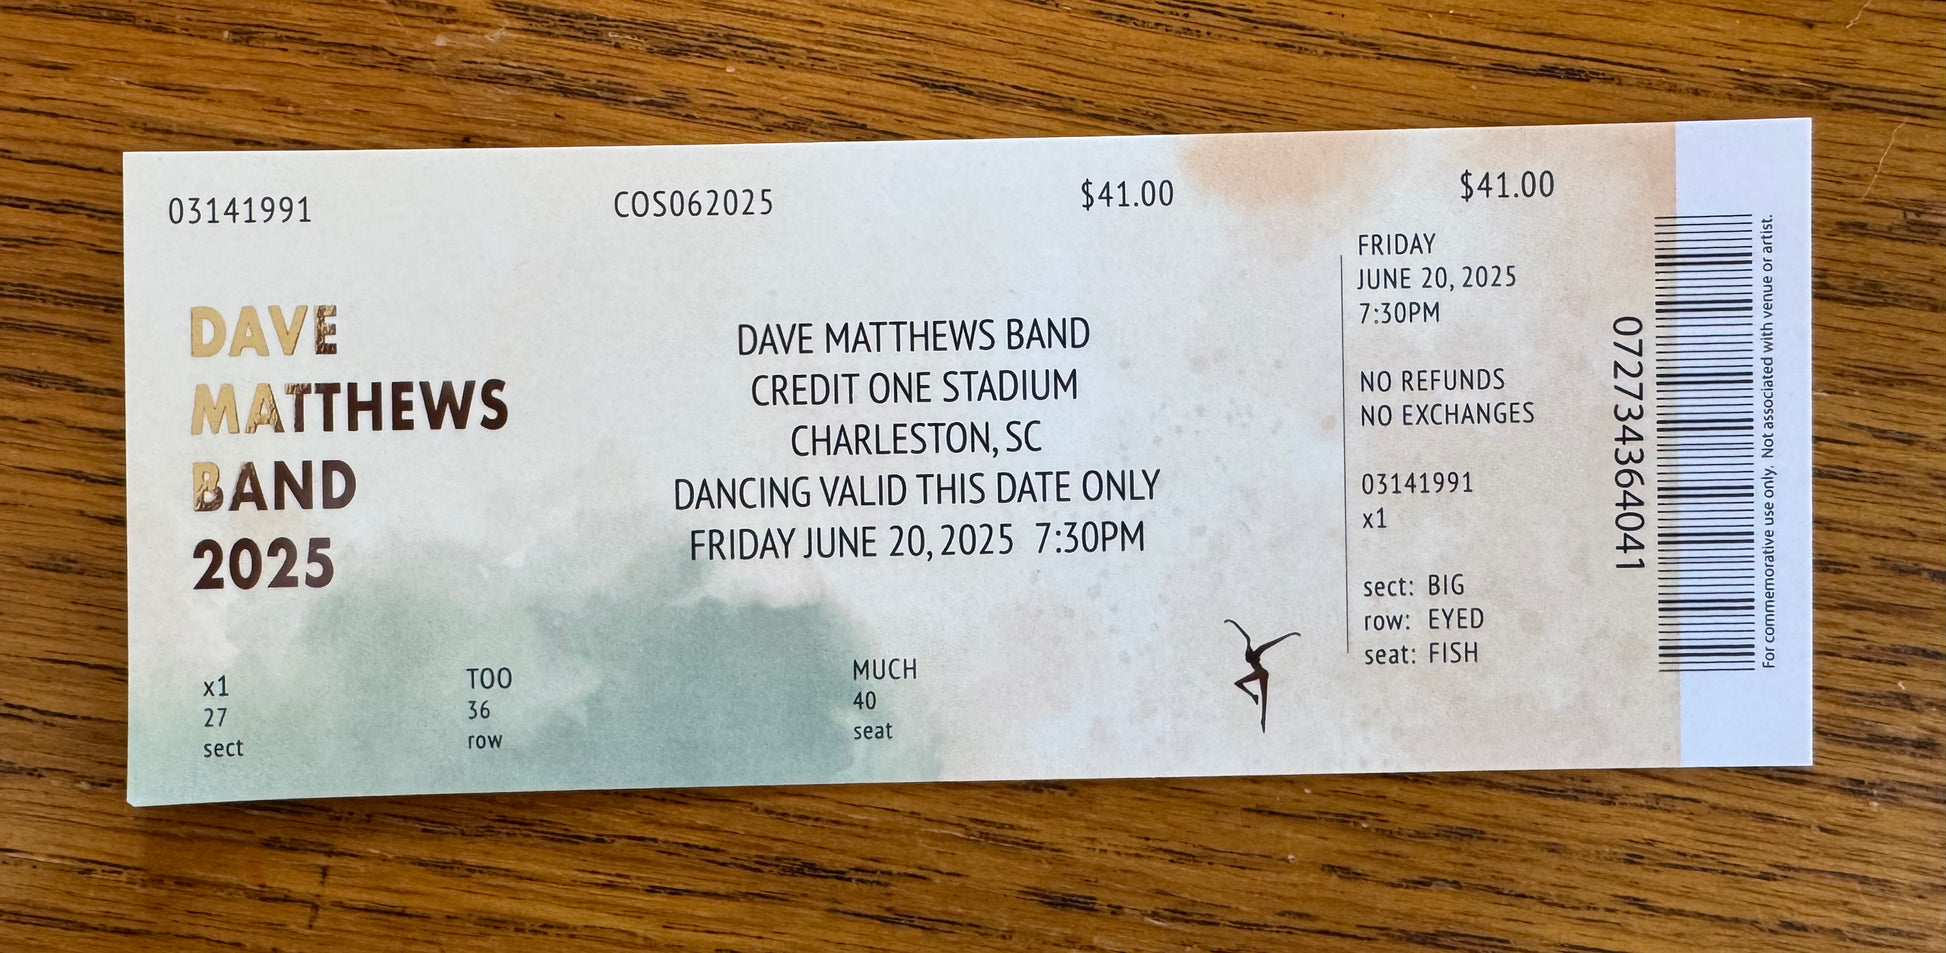 03141991
COS062025
$41.00
$41.00
DAVE
MATTHEWS
BAND
2025
DAVE MATTHEWS BAND
CREDIT ONE STADIUM
CHARLESTON, SC
DANCING VALID THIS DATE ONLY
FRIDAY JUNE 20, 2025 7:30PM
x1
27
sect
TOO
36
row
MUCH
40
seat
FRIDAY
JUNE 20, 2025
7:30PM
NO REFUNDS
NO EXCHANGES
03141991
x1
sect: BIG
row: EYED
seat: FISH
072734364041
For commemorative use only. Not associated with venue or artist.